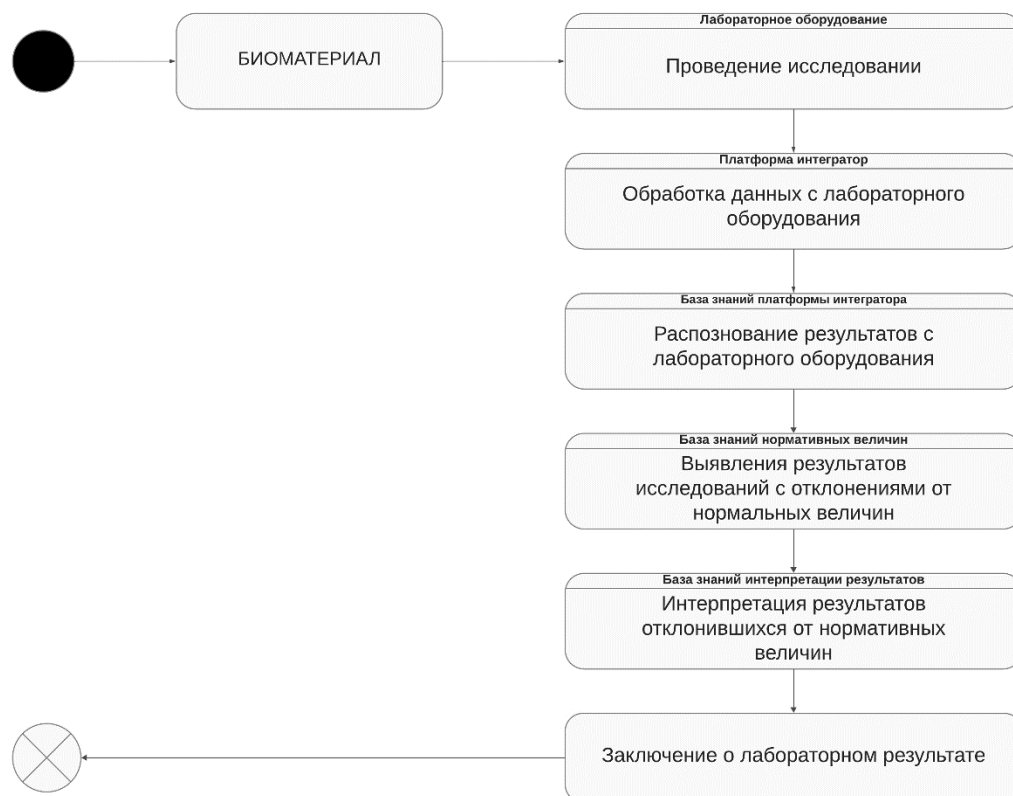 БИОМАТЕРИАЛ
Лабораторное оборудование
Проведение исследовании
Платформа интегратор
Обработка данных с лабораторного
оборудования
База знаний платформы интегратора
Распознование результатов с
лабораторного оборудования
База знаний нормативных величин
Выявления результатов
исследований с отклонениями от
нормальных величин
База знаний интерпретации результатов
Интерпретация результатов
отклонившихся от нормативных
величин
Заключение о лабораторном результате